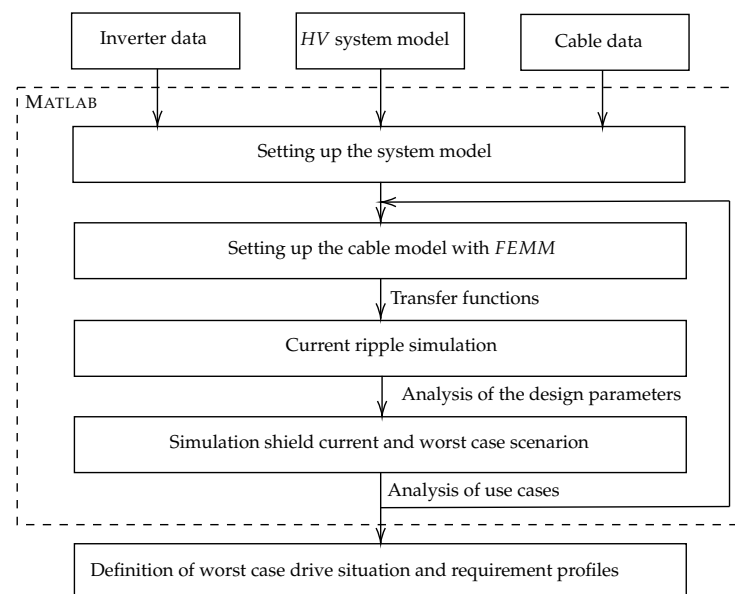 Inverter data
HV system model
Cable data
MATLAB
Setting up the system model
Setting up the cable model with FEMM
Transfer functions
Current ripple simulation
Analysis of the design parameters
Simulation shield current and worst case scenarion
Analysis of use cases
Definition of worst case drive situation and requirement profiles